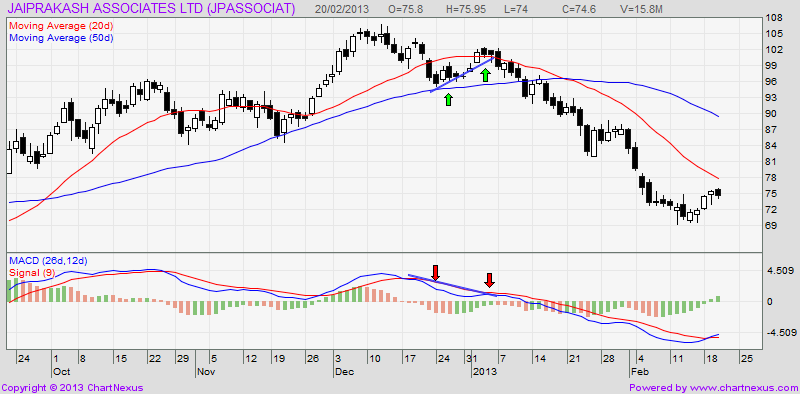 JAIPRAKASH ASSOCIATES LTD (JPASSOCIAT) 20/02/2013 O=75.8 H=75.95 L=74 C=74.6 V=15.8M
Moving Average (20d)
Moving Average (50d)
108
105
102
99
96
93
90
87
84
81
78
75
72
69
MACD (26d,12d)
Signal (9)
4.509
0
-4.509
24 1 8 15 22 29 5 12 19 26 3 10 17 24 31 7 14 21 28 4 11 18 25
Oct Nov Dec 2013 Feb
Copyright © 2013 ChartNexus Powered by www.chartnexus.com